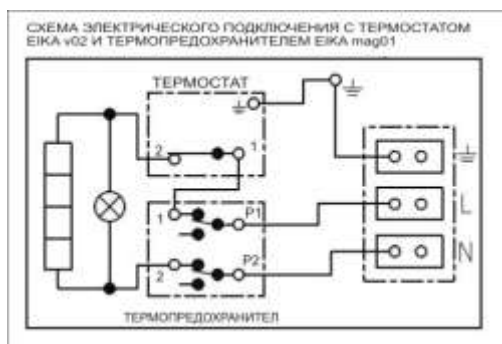 СХЕМА ЭЛЕКТРИЧЕСКОГО ПОДКЛЮЧЕНИЯ С ТЕРМОСТАТОМ
EIKA v02 И ТЕРМОПРЕДОХРАНИТЕЛЕМ EIKA mag01
ТЕРМОСТАТ
2
1
1
P1
L
P2
N
2
ТЕРМОПРЕДОХРАНИТЕЛ